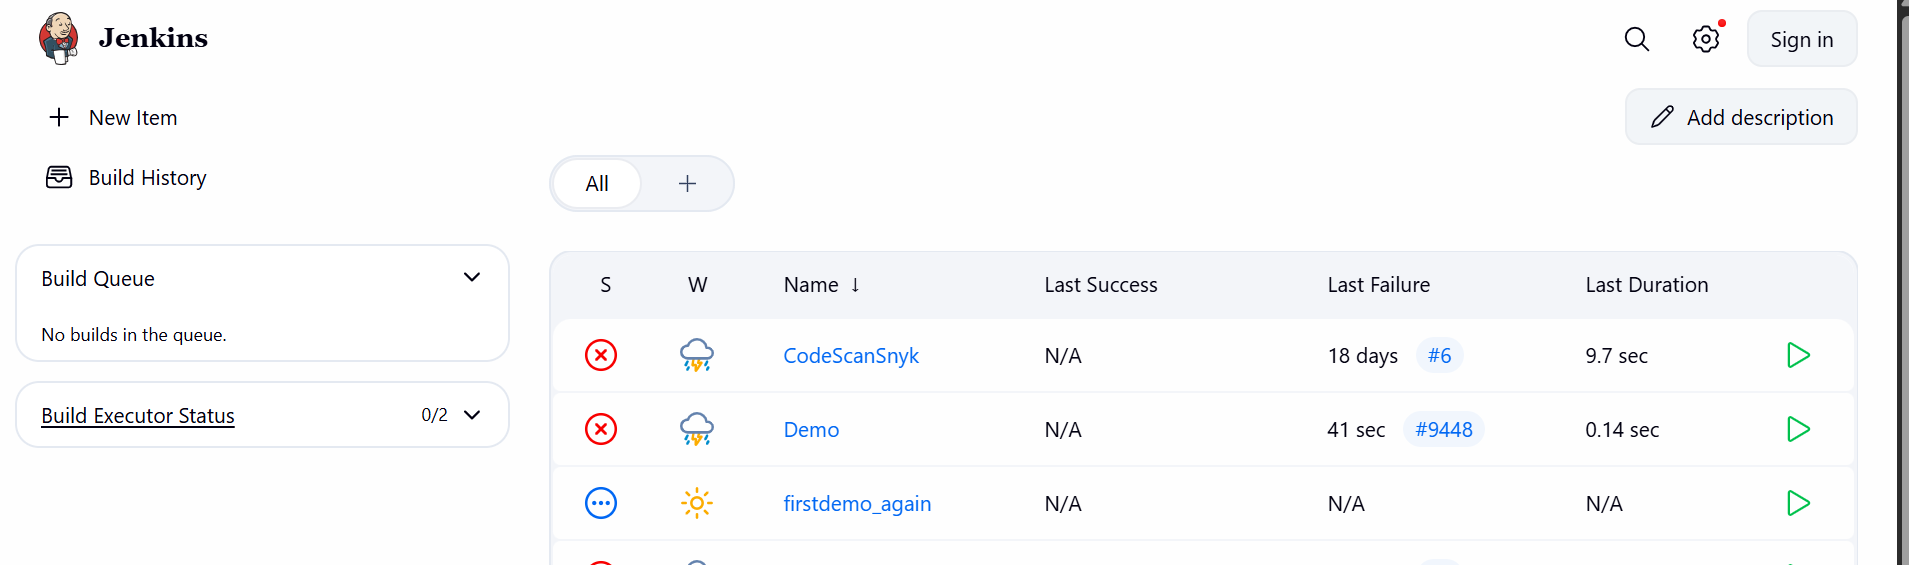 Jenkins
Sign in
New Item
Add description
Build History
All
Build Queue
No builds in the queue.
Build Executor Status 0/2
S W Name ↓ Last Success Last Failure Last Duration
CodeScanSnyk N/A 18 days #6 9.7 sec
Demo N/A 41 sec #9448 0.14 sec
firstdemo_again N/A N/A N/A